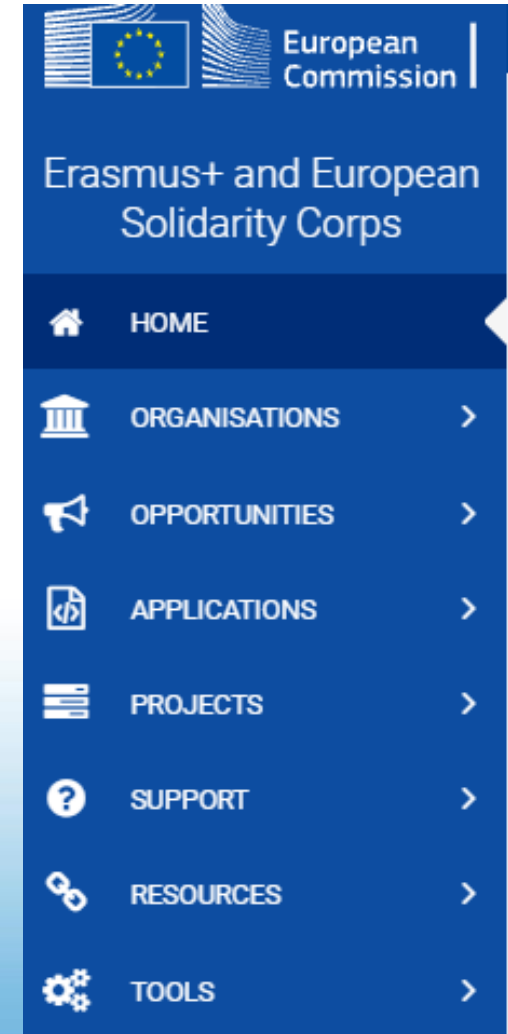 European
Commission
Erasmus+ and European
Solidarity Corps
HOME
ORGANISATIONS
OPPORTUNITIES
APPLICATIONS
PROJECTS
SUPPORT
RESOURCES
TOOLS